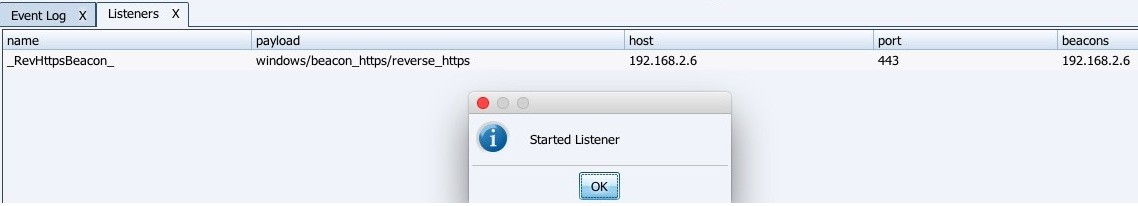 Event Log X Listeners X
name payload host port beacons
_RevHttpsBeacon_ windows/beacon_https/reverse_https 192.168.2.6 443 192.168.2.6
Started Listener
OK